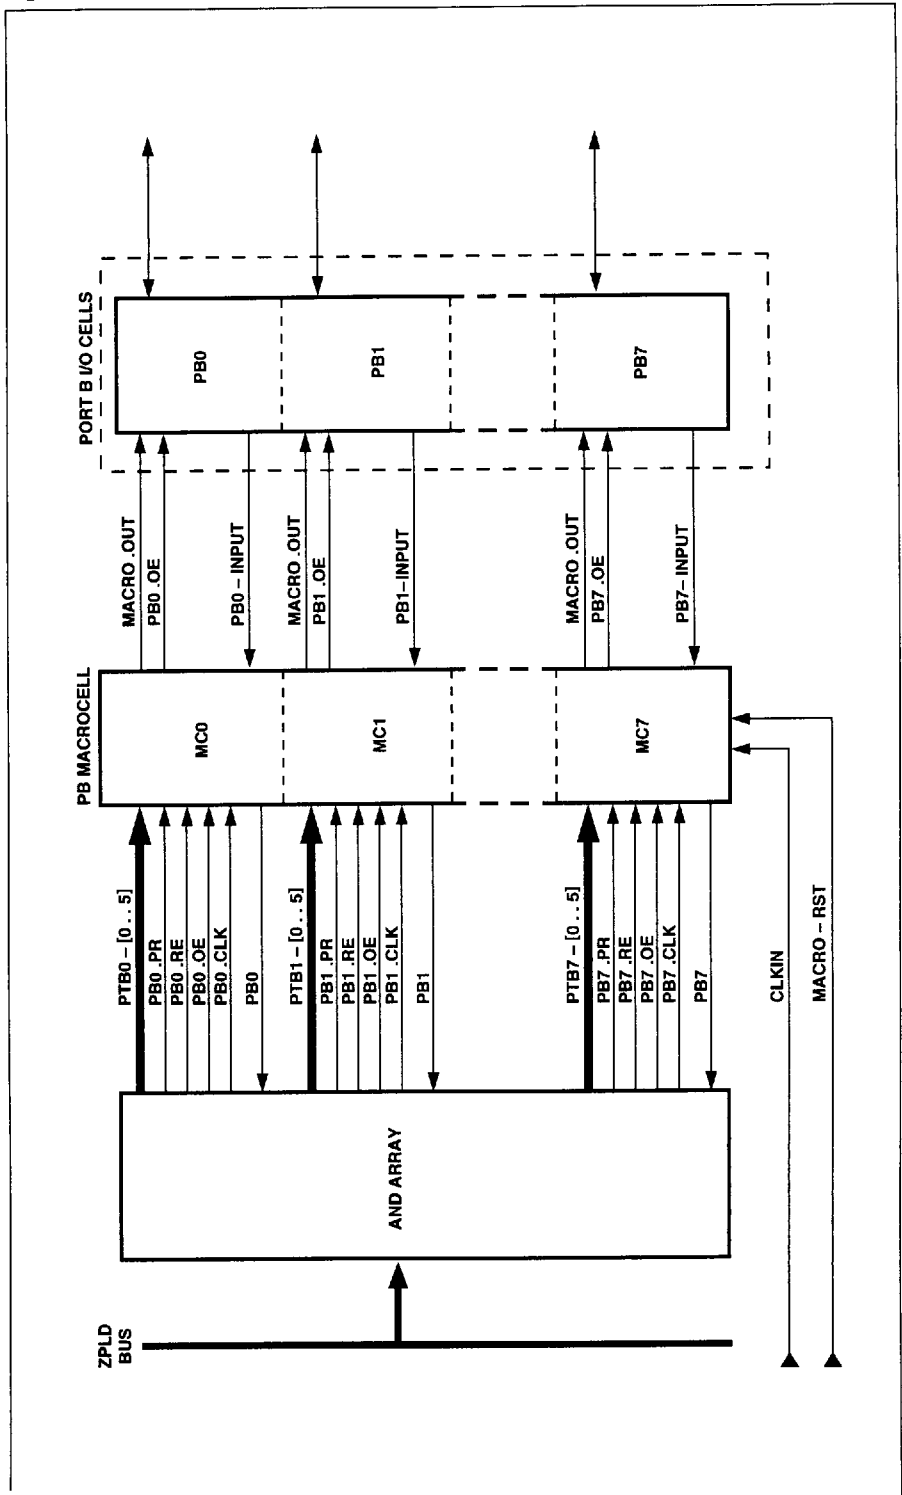 ZPLD
BUS
AND ARRAY
PTB0 – [0 . . 5]
PB0 .PR
PB0 .RE
PB0 .OE
PB0 .CLK
PB0
PTB1 – [0 . . 5]
PB1 .PR
PB1 .RE
PB1 .OE
PB1 .CLK
PB1
PTB7 – [0 . . 5]
PB7 .PR
PB7 .RE
PB7 .OE
PB7 .CLK
PB7
CLKIN
MACRO – RST
PB MACROCELL
MC0
MC1
MC7
MACRO .OUT
PB0 .OE
PB0 – INPUT
MACRO .OUT
PB1 .OE
PB1–INPUT
MACRO .OUT
PB7 .OE
PB7– INPUT
PORT B I/O CELLS
PB0
PB1
PB7